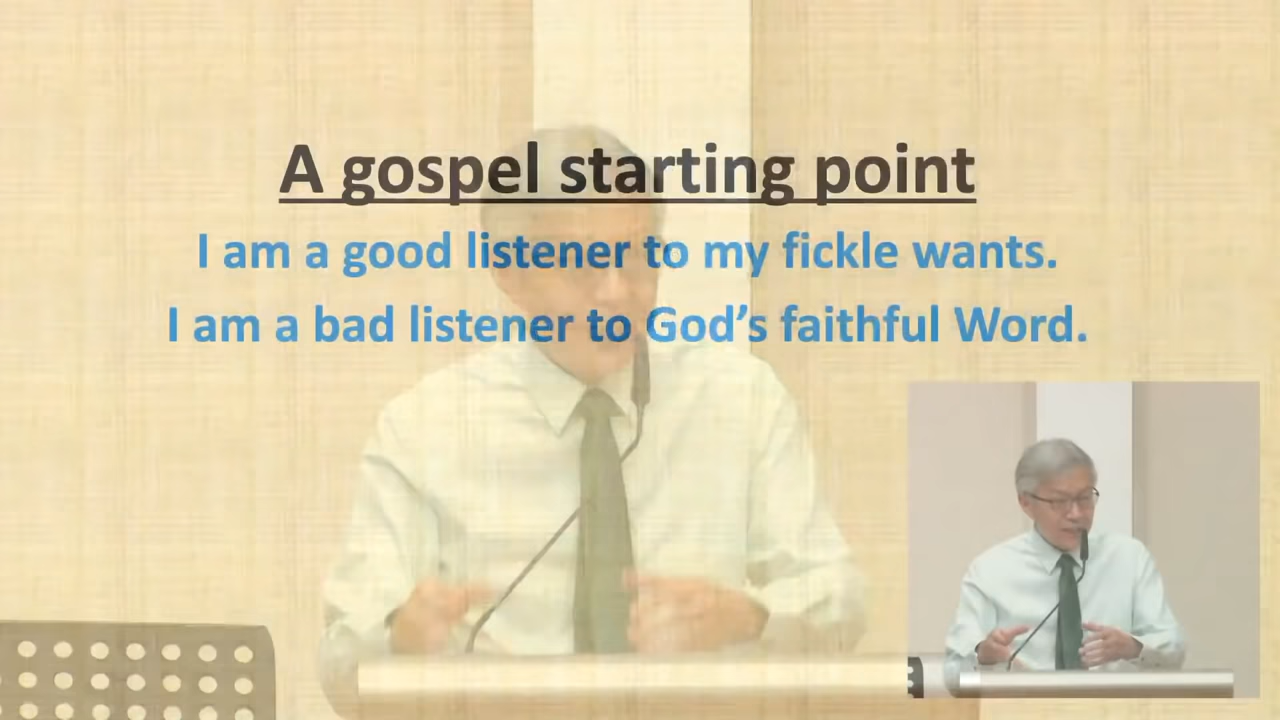 A gospel starting point
I am a good listener to my fickle wants.
I am a bad listener to God’s faithful Word.